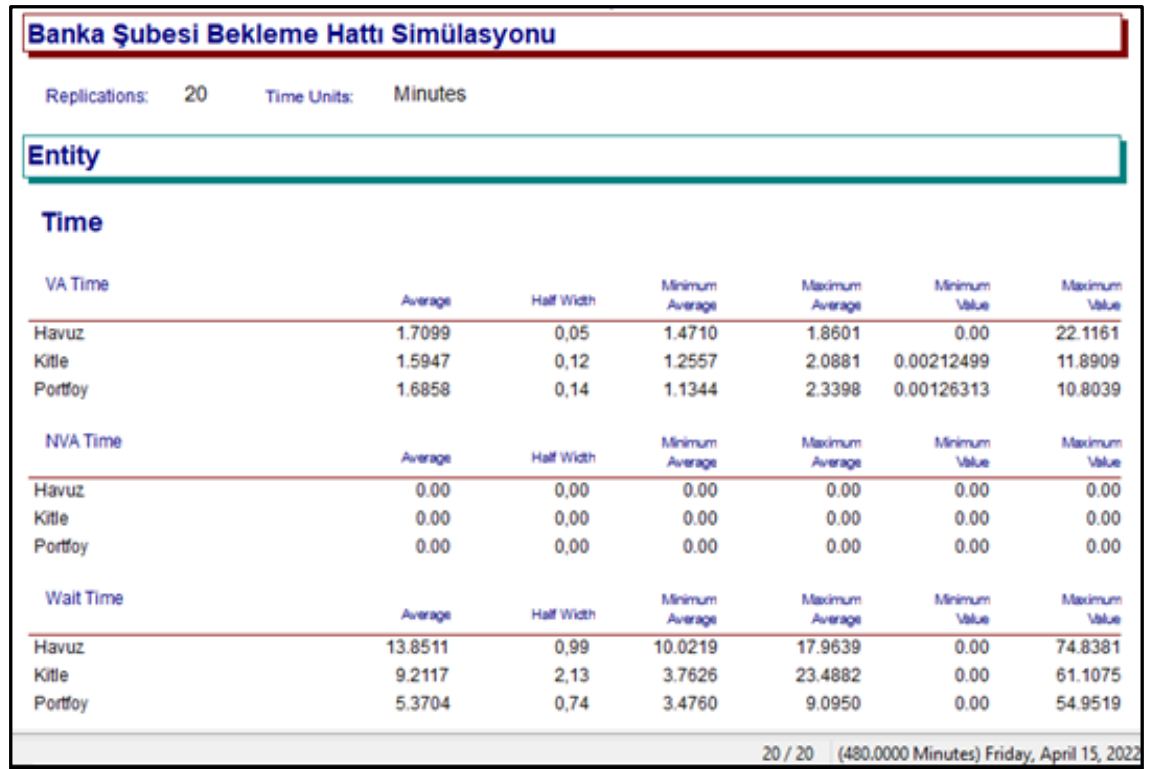 Banka Şubesi Bekleme Hattı Simülasyonu
Replications: 20 Time Units: Minutes
Entity
Time
VA Time Average Half Width Minimum Average Maximum Average Minimum Value Maximum Value
Havuz 1.7099 0,05 1.4710 1.8601 0.00 22.1161
Kitle 1.5947 0,12 1.2557 2.0881 0.00212499 11.8909
Portfoy 1.6858 0,14 1.1344 2.3398 0.00126313 10.8039
NVA Time Average Half Width Minimum Average Maximum Average Minimum Value Maximum Value
Havuz 0.00 0,00 0.00 0.00 0.00 0.00
Kitle 0.00 0,00 0.00 0.00 0.00 0.00
Portfoy 0.00 0,00 0.00 0.00 0.00 0.00
Wait Time Average Half Width Minimum Average Maximum Average Minimum Value Maximum Value
Havuz 13.8511 0,99 10.0219 17.9639 0.00 74.8381
Kitle 9.2117 2,13 3.7626 23.4882 0.00 61.1075
Portfoy 5.3704 0,74 3.4760 9.0950 0.00 54.9519
20 / 20 (480.0000 Minutes) Friday, April 15, 2022